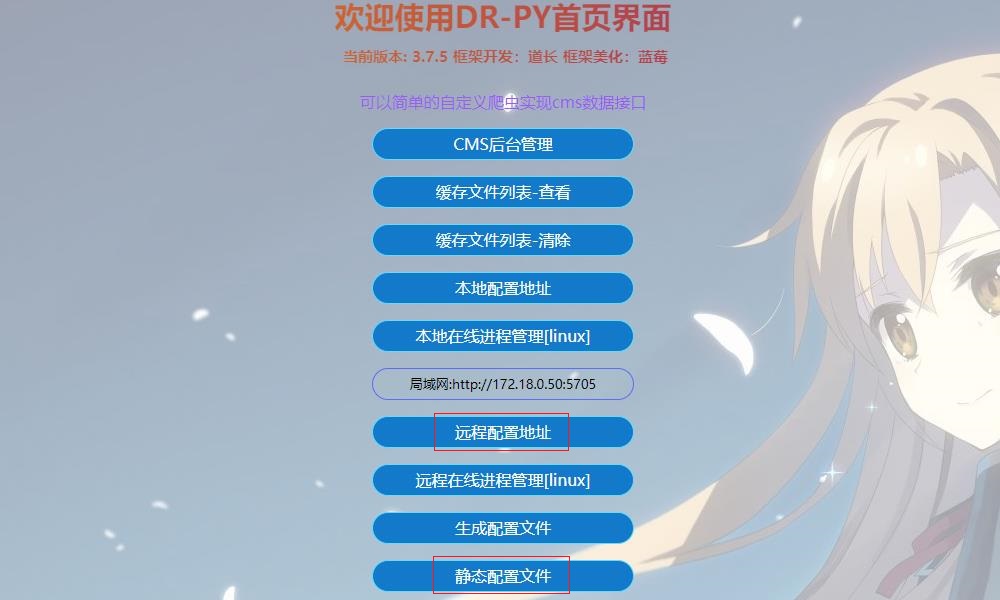 欢迎使用DR-PY首页界面
当前版本: 3.7.5 框架开发：道长 框架美化：蓝莓
可以简单的自定义爬虫实现cms数据接口
CMS后台管理
缓存文件列表-查看
缓存文件列表-清除
本地配置地址
本地在线进程管理[linux]
局域网:http://172.18.0.50:5705
远程配置地址
远程在线进程管理[linux]
生成配置文件
静态配置文件